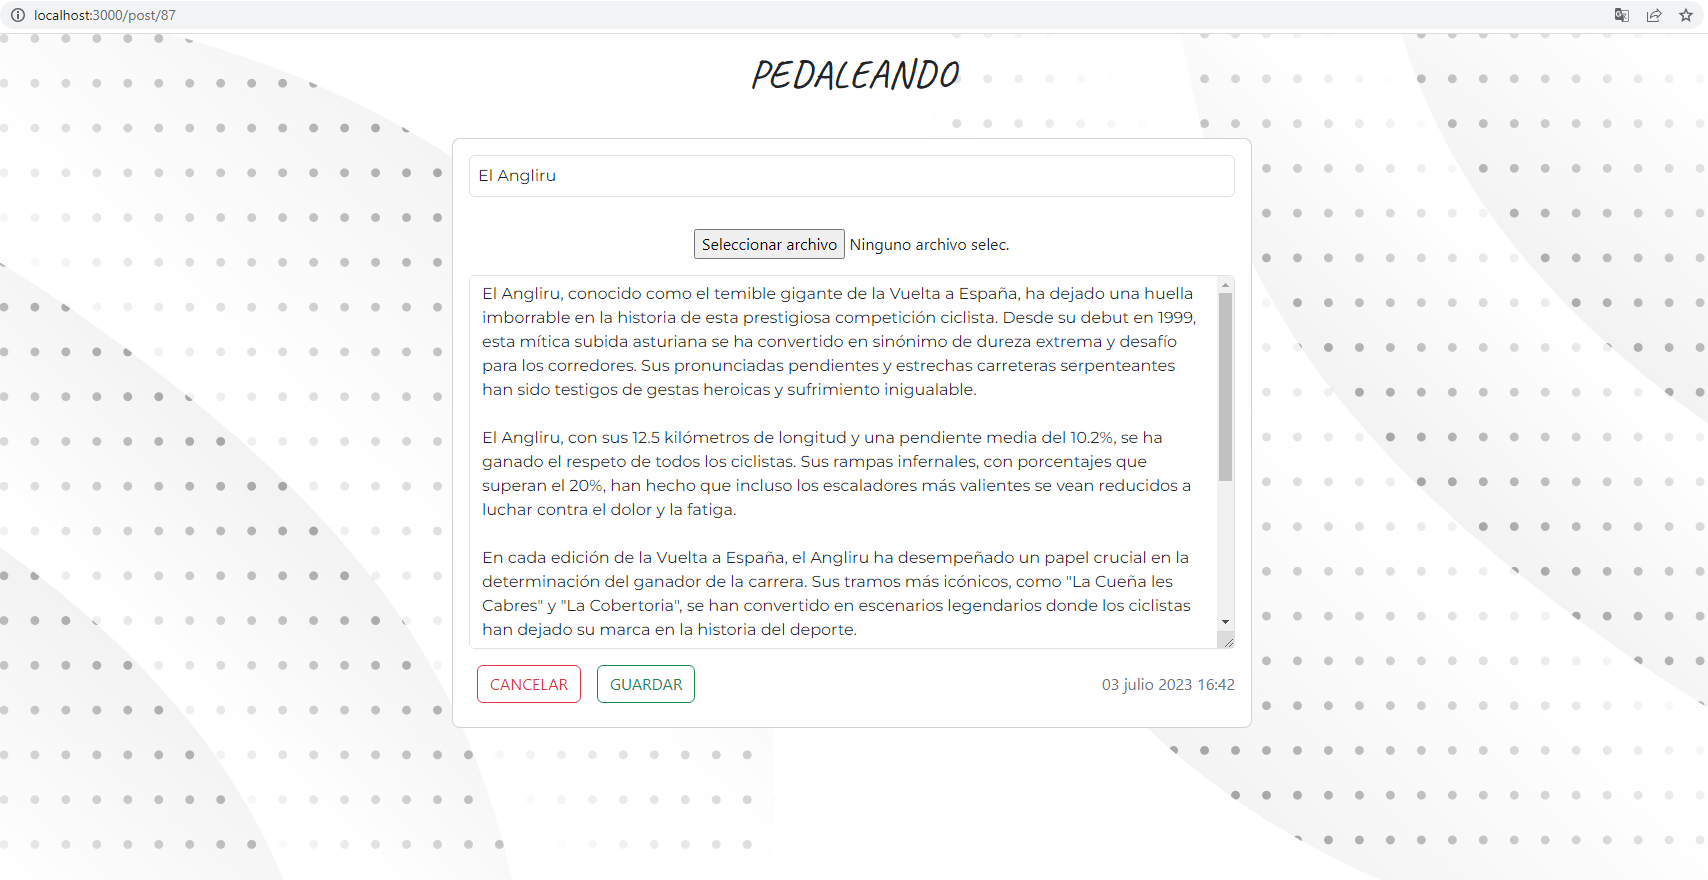 localhost:3000/post/87
PEDALEANDO
El Angliru
Seleccionar archivo Ninguno archivo selec.
El Angliru, conocido como el temible gigante de la Vuelta a España, ha dejado una huella
imborrable en la historia de esta prestigiosa competición ciclista. Desde su debut en 1999,
esta mítica subida asturiana se ha convertido en sinónimo de dureza extrema y desafío
para los corredores. Sus pronunciadas pendientes y estrechas carreteras serpenteantes
han sido testigos de gestas heroicas y sufrimiento inigualable.
El Angliru, con sus 12.5 kilómetros de longitud y una pendiente media del 10.2%, se ha
ganado el respeto de todos los ciclistas. Sus rampas infernales, con porcentajes que
superan el 20%, han hecho que incluso los escaladores más valientes se vean reducidos a
luchar contra el dolor y la fatiga.
En cada edición de la Vuelta a España, el Angliru ha desempeñado un papel crucial en la
determinación del ganador de la carrera. Sus tramos más icónicos, como "La Cueña les
Cabres" y "La Cobertoria", se han convertido en escenarios legendarios donde los ciclistas
han dejado su marca en la historia del deporte.
CANCELAR GUARDAR 03 julio 2023 16:42